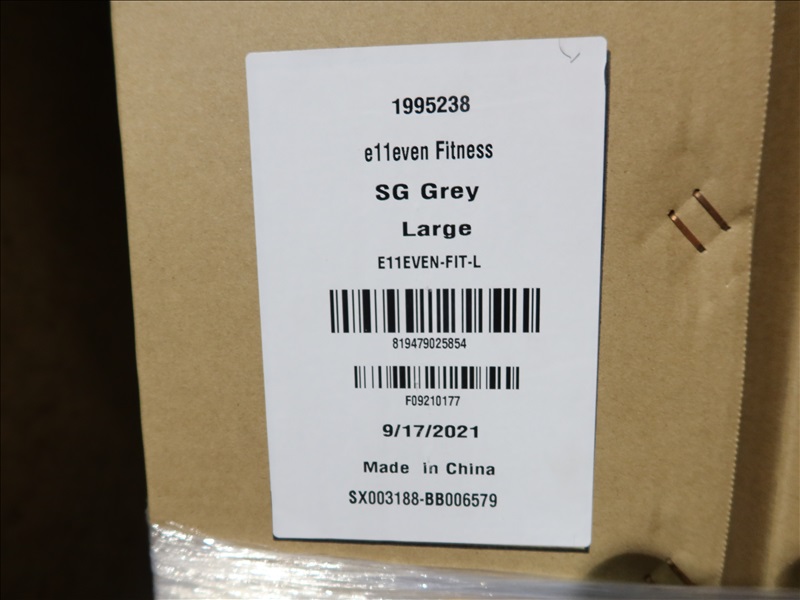 1995238
e11even Fitness
SG Grey
Large
E11EVEN-FIT-L
819479025854
F09210177
9/17/2021
Made in China
SX003188-BB006579